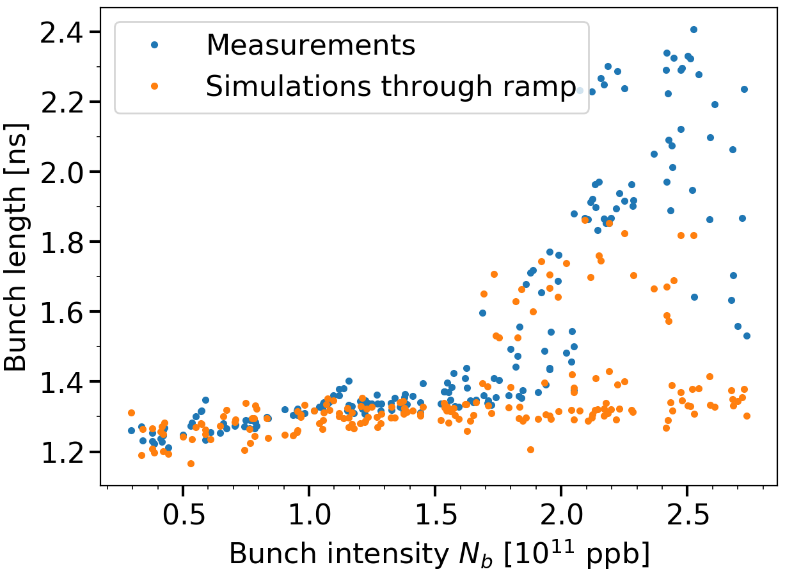 2.4
2.2
2.0
1.8
1.6
1.4
1.2
Bunch length [ns]
Measurements
Simulations through ramp
0.5 1.0 1.5 2.0 2.5
Bunch intensity N_b [10^11 ppb]